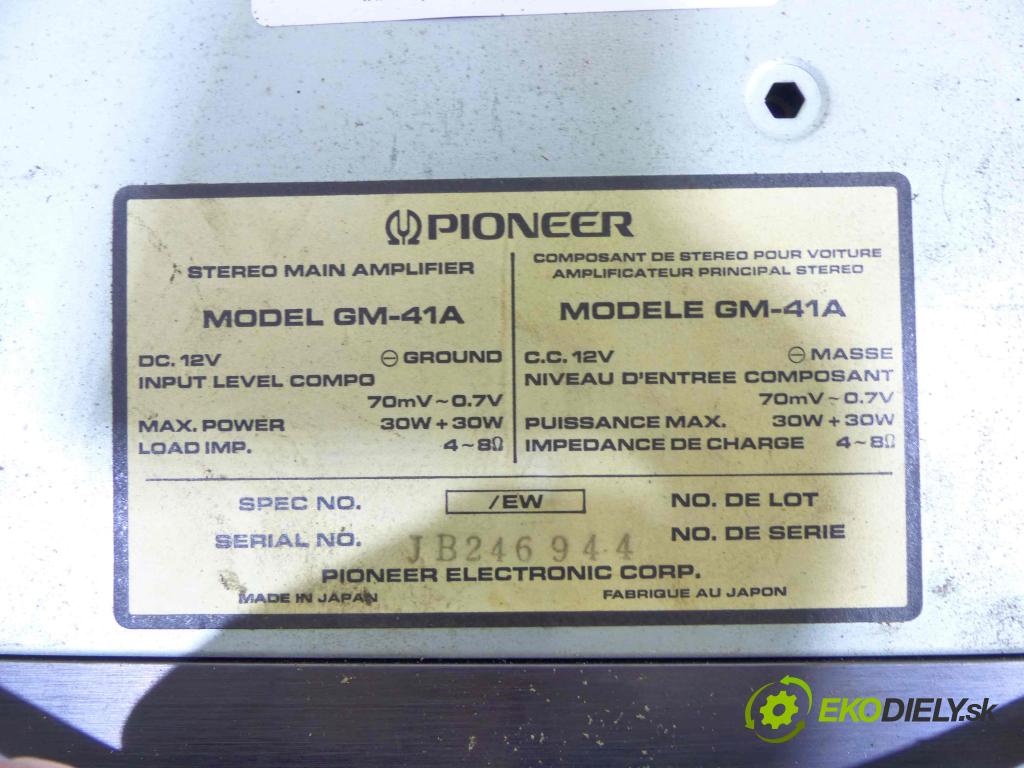 PIONEER
STEREO MAIN AMPLIFIER
MODEL GM-41A
DC. 12V ⊖ GROUND
INPUT LEVEL COMPO
70mV ~ 0.7V
MAX. POWER 30W + 30W
LOAD IMP. 4 ~ 8Ω
COMPOSANT DE STEREO POUR VOITURE
AMPLIFICATEUR PRINCIPAL STEREO
MODELE GM-41A
C.C. 12V ⊖ MASSE
NIVEAU D'ENTREE COMPOSANT
70mV ~ 0.7V
PUISSANCE MAX. 30W + 30W
IMPEDANCE DE CHARGE 4 ~ 8Ω
SPEC NO. /EW NO. DE LOT
SERIAL NO. JB246944 NO. DE SERIE
PIONEER ELECTRONIC CORP.
MADE IN JAPAN FABRIQUE AU JAPON
EKODIELY.sk